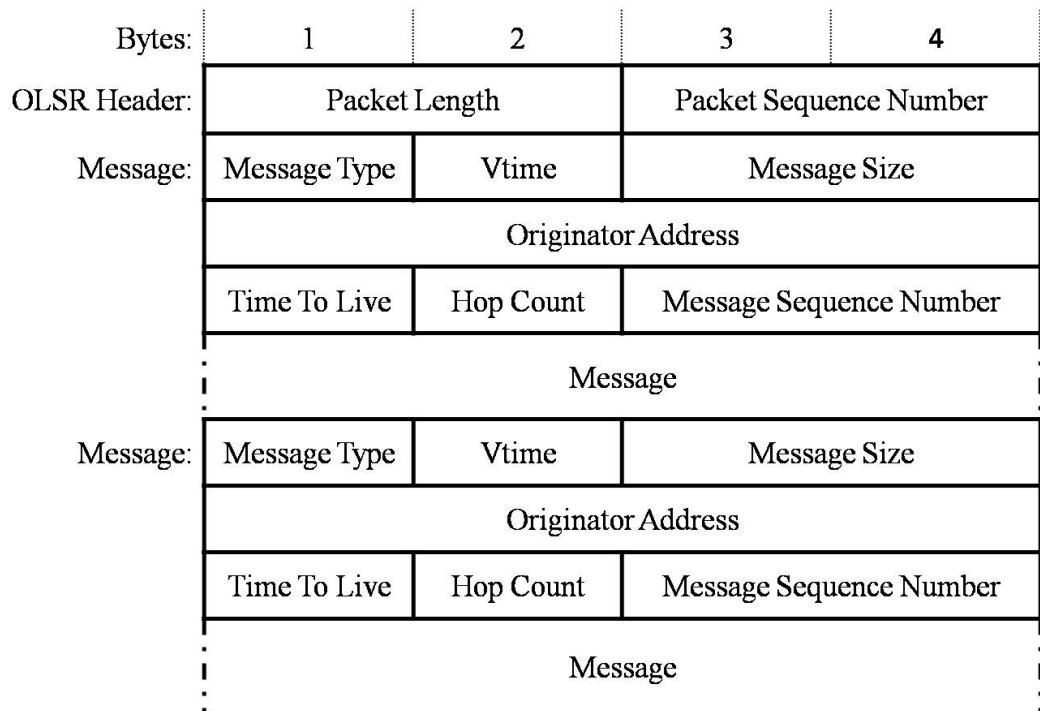 Bytes: 1 2 3 4
OLSR Header: Packet Length Packet Sequence Number
Message: Message Type Vtime Message Size
Originator Address
Time To Live Hop Count Message Sequence Number
Message
Message: Message Type Vtime Message Size
Originator Address
Time To Live Hop Count Message Sequence Number
Message